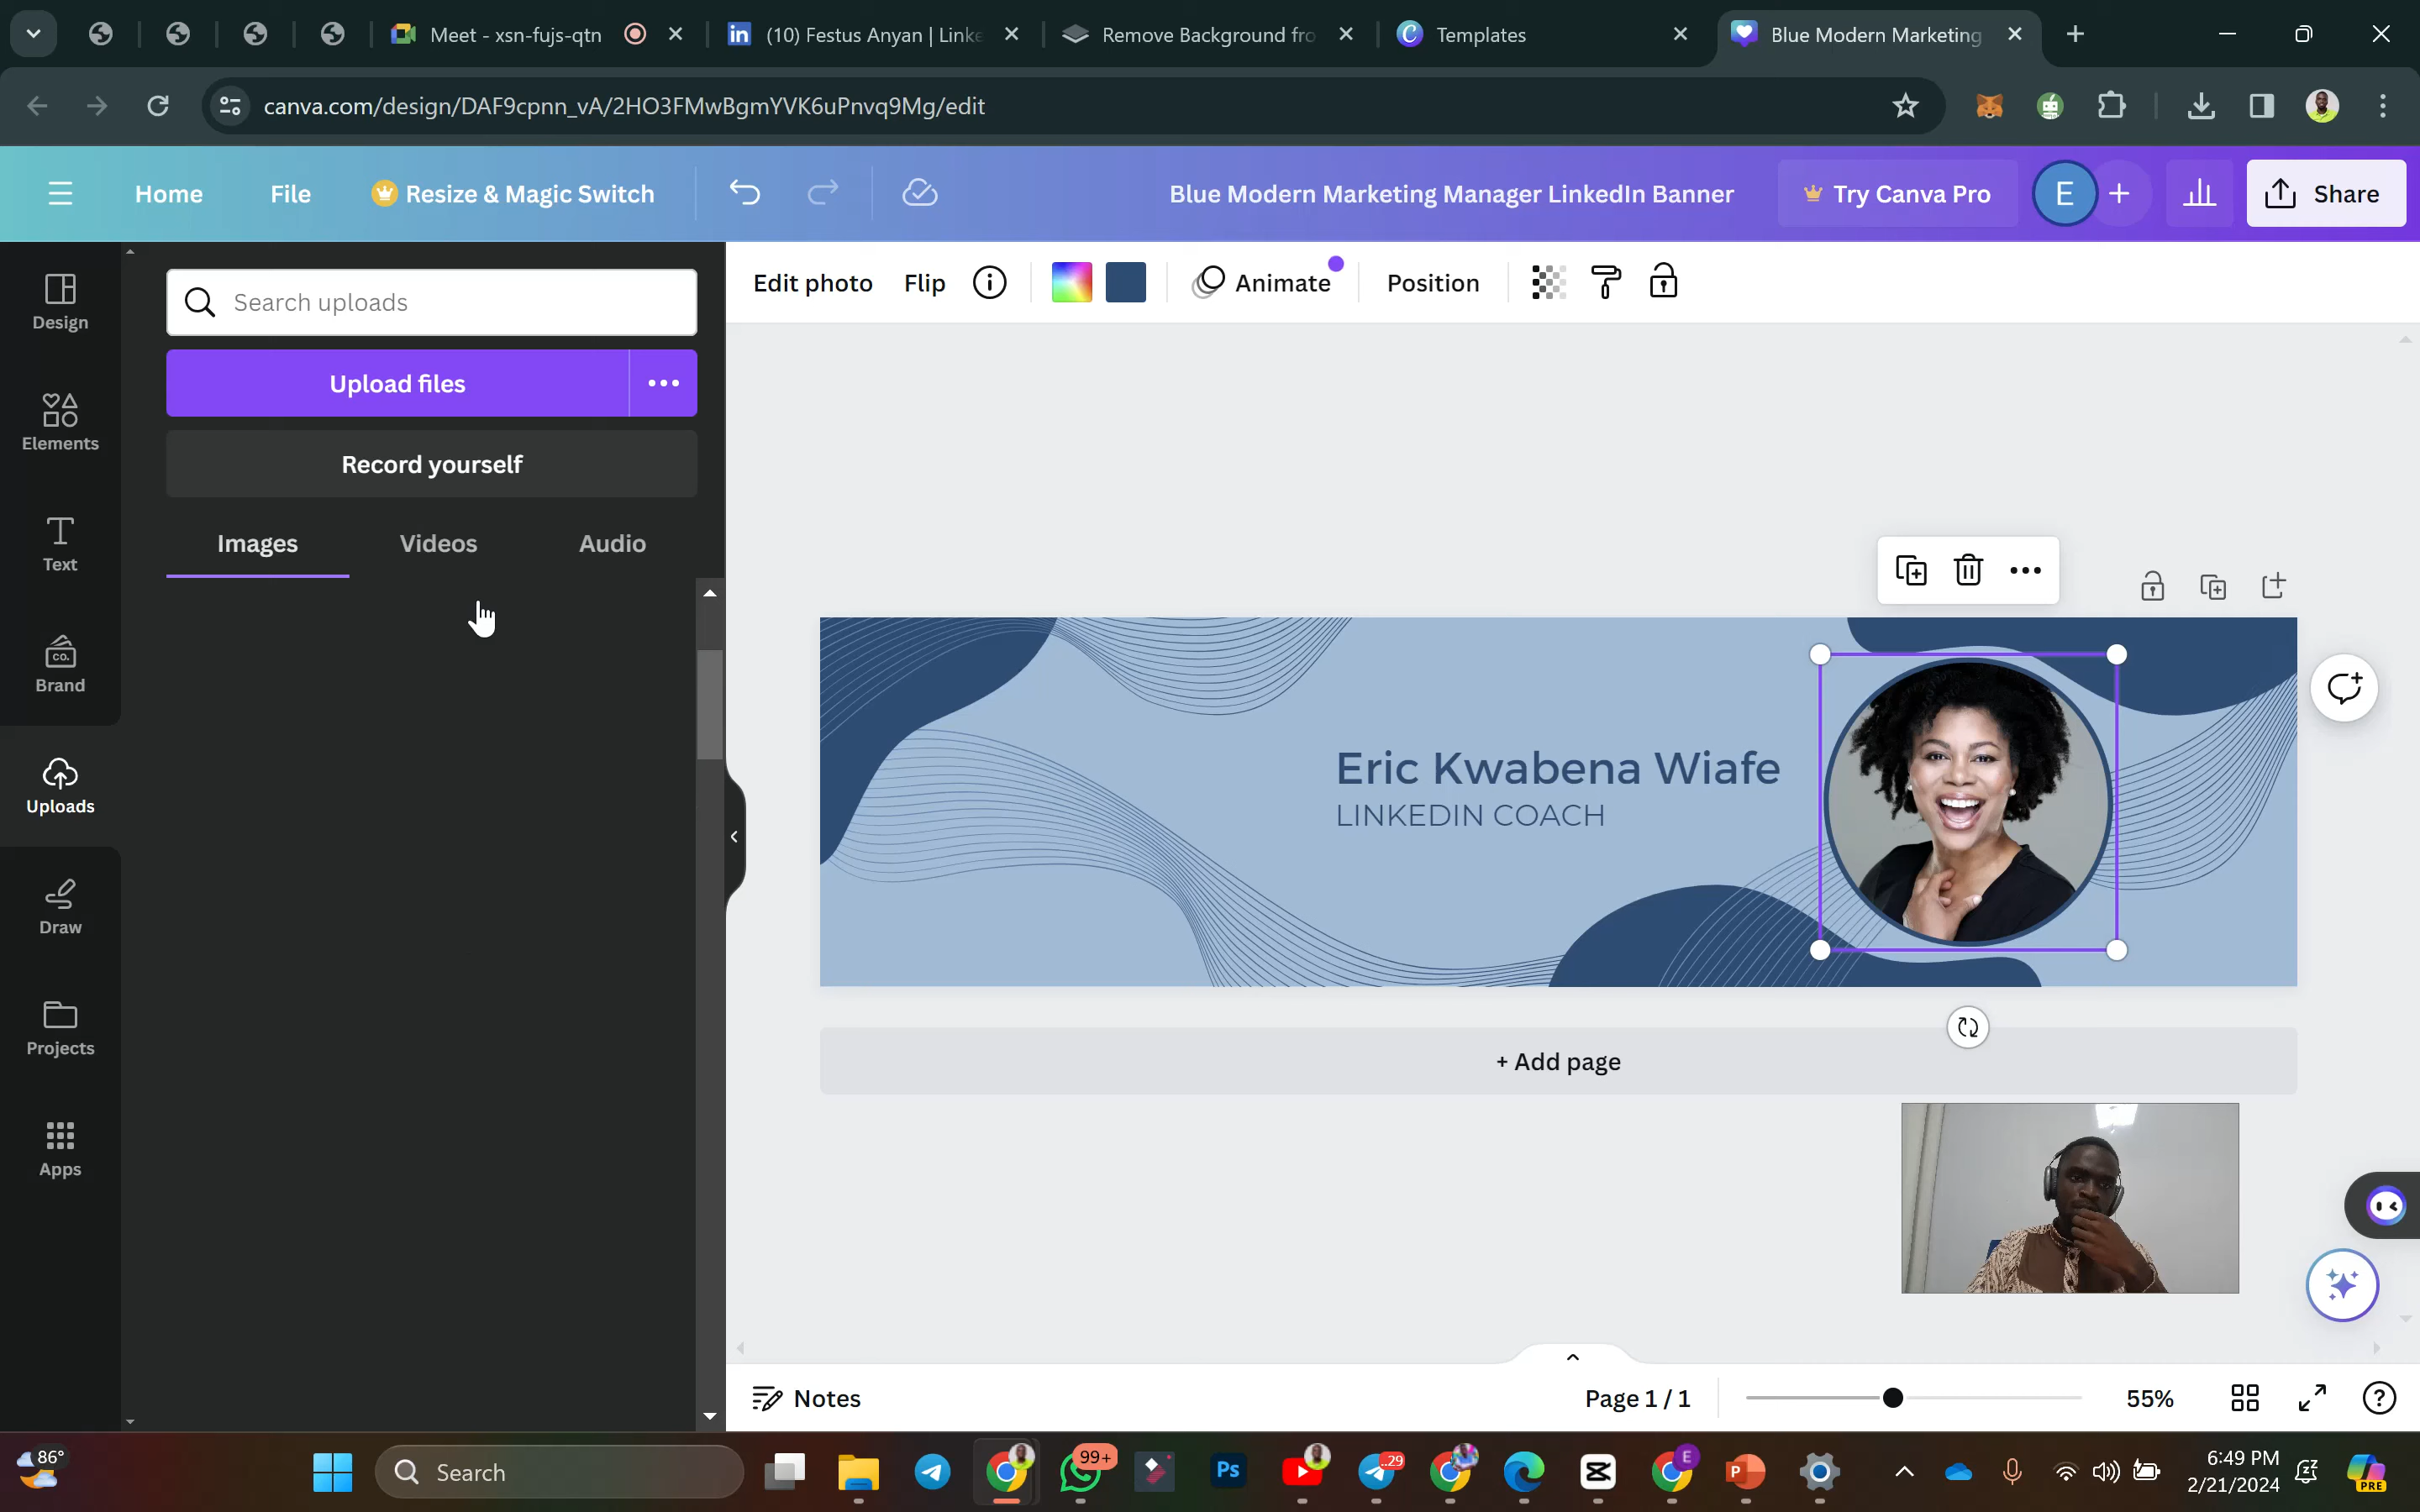 Meet - xsn-fujs-qtn
(10) Festus Anyan | Linke
Remove Background fro
Templates
Blue Modern Marketing
canva.com/design/DAF9cpnn_vA/2HO3FMwBgmYVK6uPnvq9Mg/edit
Home
File
Resize & Magic Switch
Blue Modern Marketing Manager LinkedIn Banner
Try Canva Pro
E
Share
Design
Elements
Text
CO.
Brand
Uploads
Draw
Projects
Apps
Search uploads
Upload files
Record yourself
Images
Videos
Audio
Edit photo
Flip
Animate
Position
Eric Kwabena Wiafe
LINKEDIN COACH
+ Add page
Notes
Page 1 / 1
55%
86°
Search
99+
Ps
..29
E
P
6:49 PM
2/21/2024
PRE